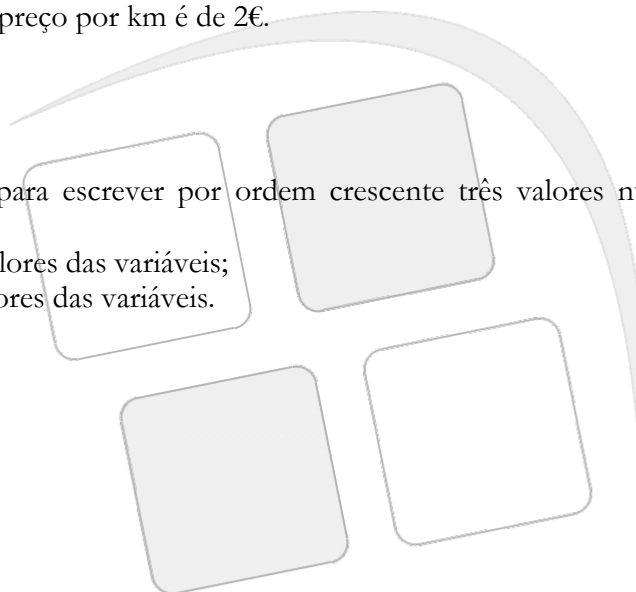 preço por km é de 2€.
para escrever por ordem crescente três valores
lores das variáveis;
ores das variáveis.